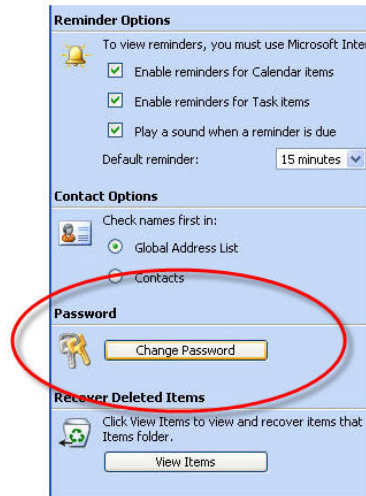 Reminder Options
To view reminders, you must use Microsoft Inter
Enable reminders for Calendar items
Enable reminders for Task items
Play a sound when a reminder is due
Default reminder: 15 minutes
Contact Options
Check names first in:
Global Address List
Contacts
Password
Change Password
Recover Deleted Items
Click View Items to view and recover items that
Items folder.
View Items